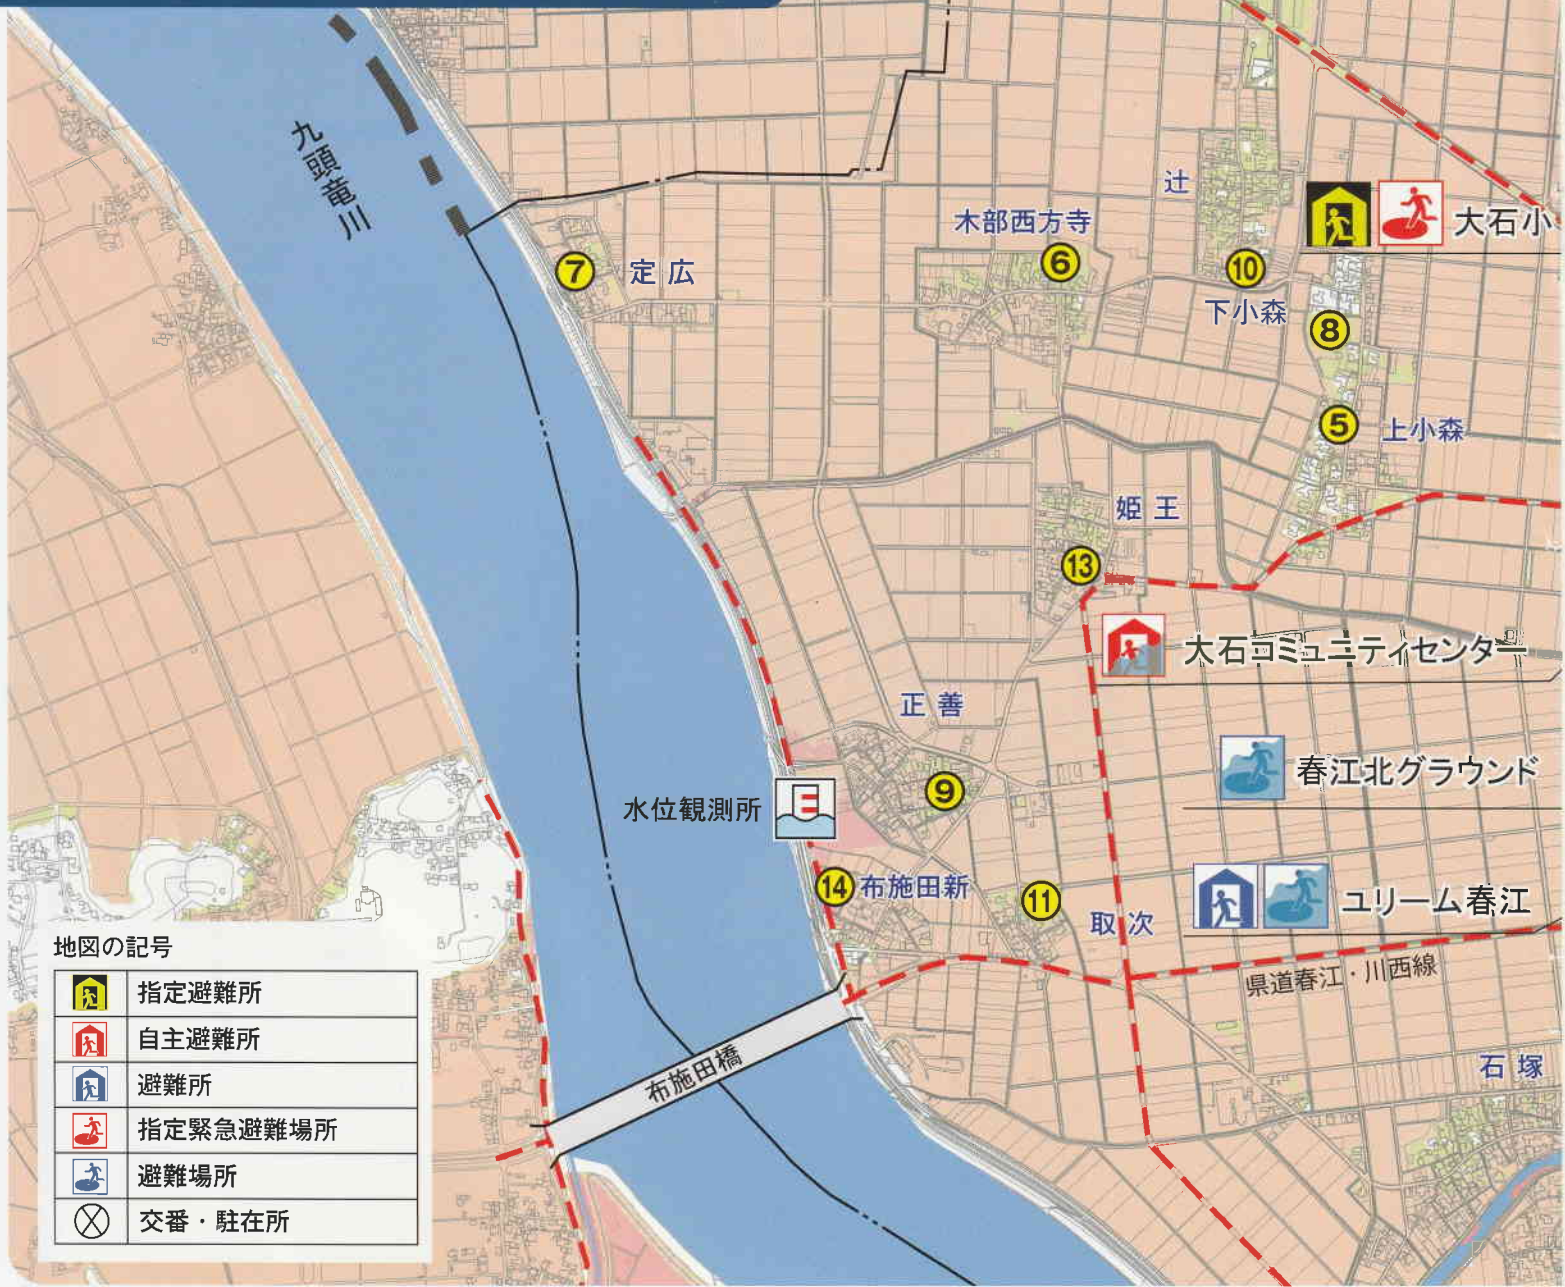 九頭竜川
辻
木部西方寺
大石小
⑦
定広
⑥
⑩
下小森
⑧
⑤
上小森
姫王
⑬
大石コミュニティセンター
正善
春江北グラウンド
⑨
水位観測所
⑭
布施田新
⑪
取次
ユリーム春江
県道春江・川西線
布施田橋
石塚
地図の記号
指定避難所
自主避難所
避難所
指定緊急避難場所
避難場所
交番・駐在所